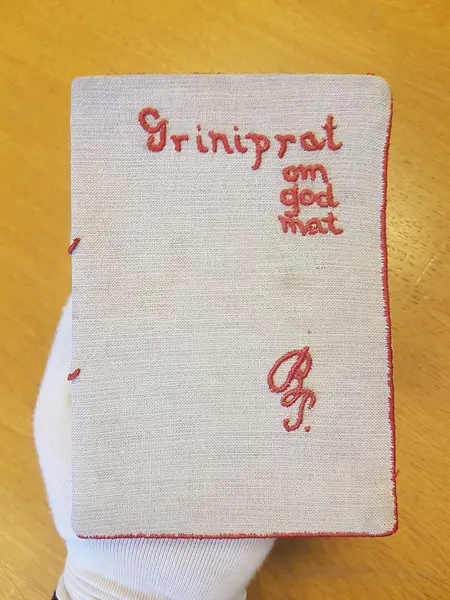 Griniprat
om
god
mat
R
T.